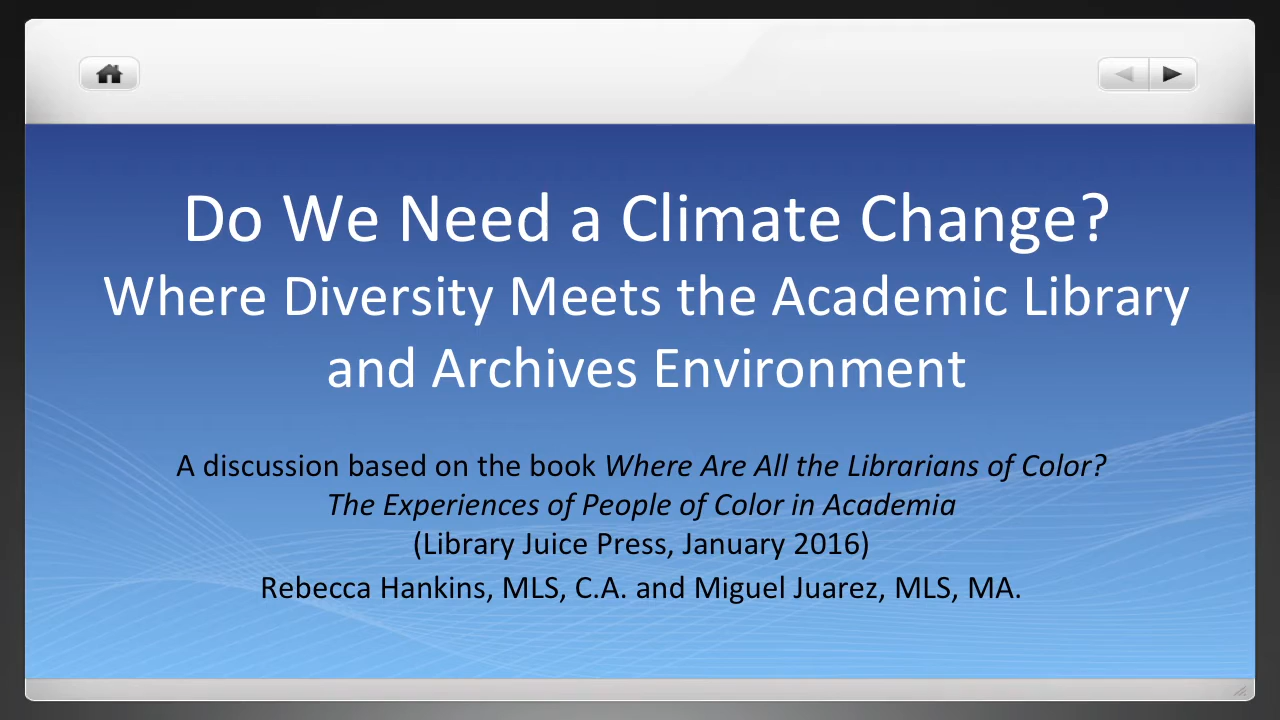 Do We Need a Climate Change?
Where Diversity Meets the Academic Library
and Archives Environment
A discussion based on the book Where Are All the Librarians of Color?
The Experiences of People of Color in Academia
(Library Juice Press, January 2016)
Rebecca Hankins, MLS, C.A. and Miguel Juarez, MLS, MA.